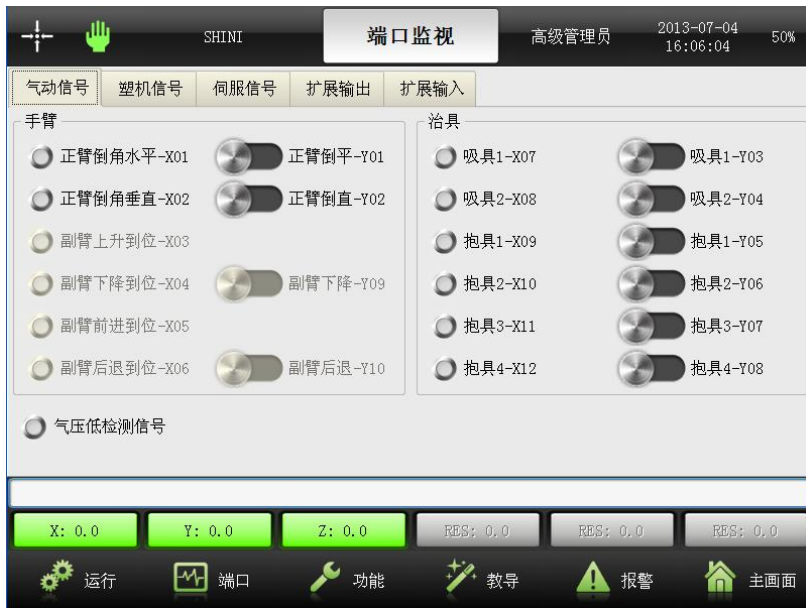 SHINI 端口监视 高级管理员 2013-07-04 16:06:04 50%
气动信号 塑机信号 伺服信号 扩展输出 扩展输入
手臂
正臂倒角水平-X01 正臂倒平-Y01
正臂倒角垂直-X02 正臂倒直-Y02
副臂上升到位-X03
副臂下降到位-X04 副臂下降-Y09
副臂前进到位-X05
副臂后退到位-X06 副臂后退-Y10
治具
吸具1-X07 吸具1-Y03
吸具2-X08 吸具2-Y04
抱具1-X09 抱具1-Y05
抱具2-X10 抱具2-Y06
抱具3-X11 抱具3-Y07
抱具4-X12 抱具4-Y08
气压低检测信号
X: 0.0 Y: 0.0 Z: 0.0 RES: 0.0 RES: 0.0 RES: 0.0
运行 端口 功能 教导 报警 主画面